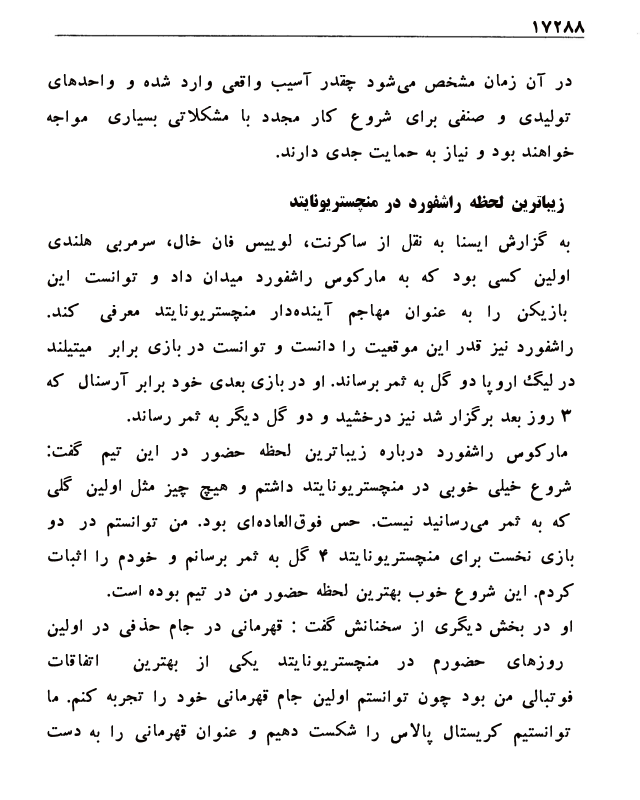 ۱۷۲۸۸
در آن زمان مشخص می‌شود چقدر آسیب واقعی وارد شده و واحدهای
تولیدی و صنفی برای شروع کار مجدد با مشکلاتی بسیاری مواجه
خواهند بود و نیاز به حمایت جدی دارند.
زیباترین لحظه راشفورد در منچستریونایتد
به گزارش ایسنا به نقل از ساکرنت، لوییس فان خال، سرمربی هلندی
اولین کسی بود که به مارکوس راشفورد میدان داد و توانست این
بازیکن را به عنوان مهاجم آینده‌دار منچستریونایتد معرفی کند.
راشفورد نیز قدر این موقعیت را دانست و توانست در بازی برابر میتیلند
در لیگ اروپا دو گل به ثمر برساند. او در بازی بعدی خود برابر آرسنال که
۳ روز بعد برگزار شد نیز درخشید و دو گل دیگر به ثمر رساند.
مارکوس راشفورد درباره زیباترین لحظه حضور در این تیم گفت:
شروع خیلی خوبی در منچستریونایتد داشتم و هیچ چیز مثل اولین گلی
که به ثمر می‌رسانید نیست. حس فوق‌العاده‌ای بود. من توانستم در دو
بازی نخست برای منچستریونایتد ۴ گل به ثمر برسانم و خودم را اثبات
کردم. این شروع خوب بهترین لحظه حضور من در تیم بوده است.
او در بخش دیگری از سخنانش گفت : قهرمانی در جام حذفی در اولین
روزهای حضورم در منچستریونایتد یکی از بهترین اتفاقات
فوتبالی من بود چون توانستم اولین جام قهرمانی خود را تجربه کنم. ما
توانستیم کریستال پالاس را شکست دهیم و عنوان قهرمانی را به دست